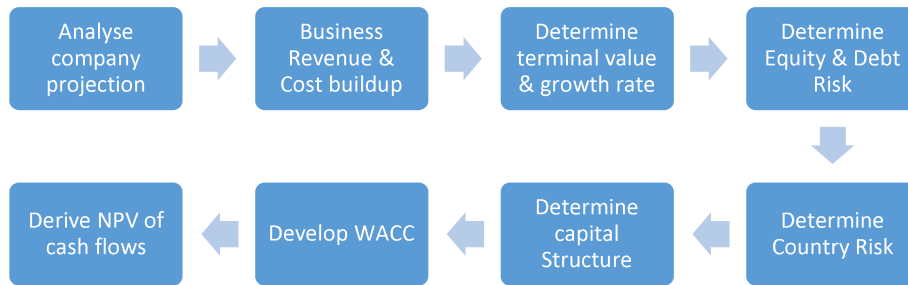 Analyse
company
projection
Business
Revenue &
Cost buildup
Determine
terminal value
& growth rate
Determine
Equity & Debt
Risk
Determine
Country Risk
Determine
capital
Structure
Develop WACC
Derive NPV of
cash flows